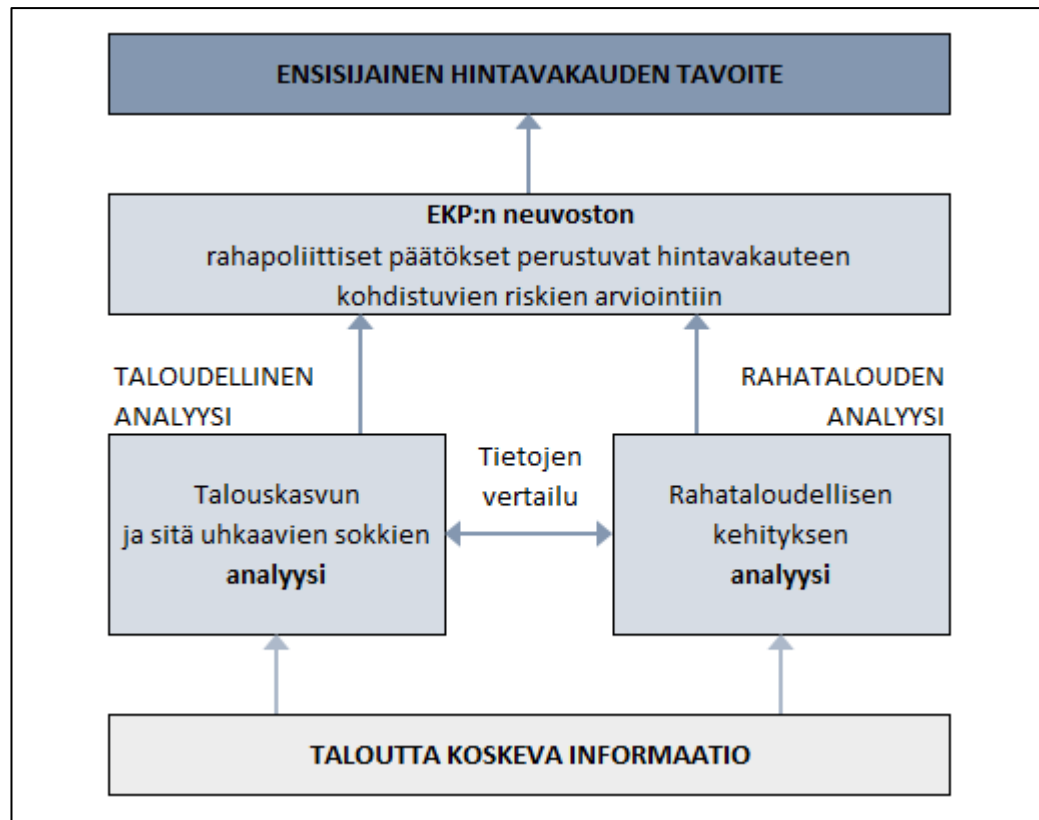 ENSISIJAINEN HINTAVAKAUDEN TAVOITE
EKP:n neuvoston
rahapoliittiset päätökset perustuvat hintavakauteen
kohdistuvien riskien arviointiin
TALOUDELLINEN
ANALYYSI
RAHATALOUDEN
ANALYYSI
Talouskasvun
ja sitä uhkaavien sokkien
analyysi
Tietojen
vertailu
Rahataloudellisen
kehityksen
analyysi
TALOUTTA KOSKEVA INFORMAATIO